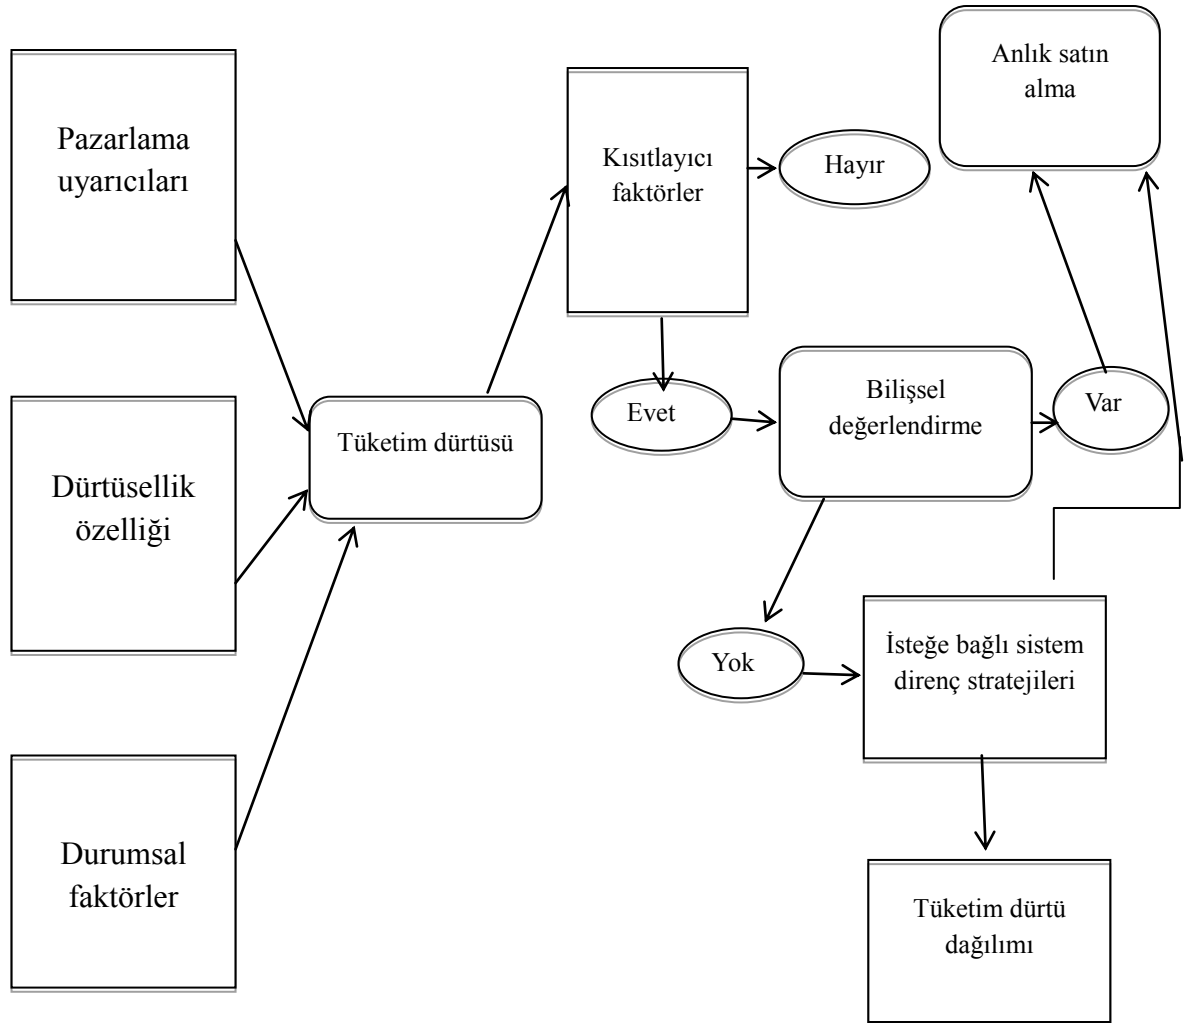 Pazarlama
uyarıcıları
Dürtüsellik
özelliği
Durumsal
faktörler
Tüketim dürtüsü
Kısıtlayıcı
faktörler
Hayır
Evet
Anlık satın
alma
Bilişsel
değerlendirme
Var
Yok
İsteğe bağlı sistem
direnç stratejileri
Tüketim dürtü
dağılımı